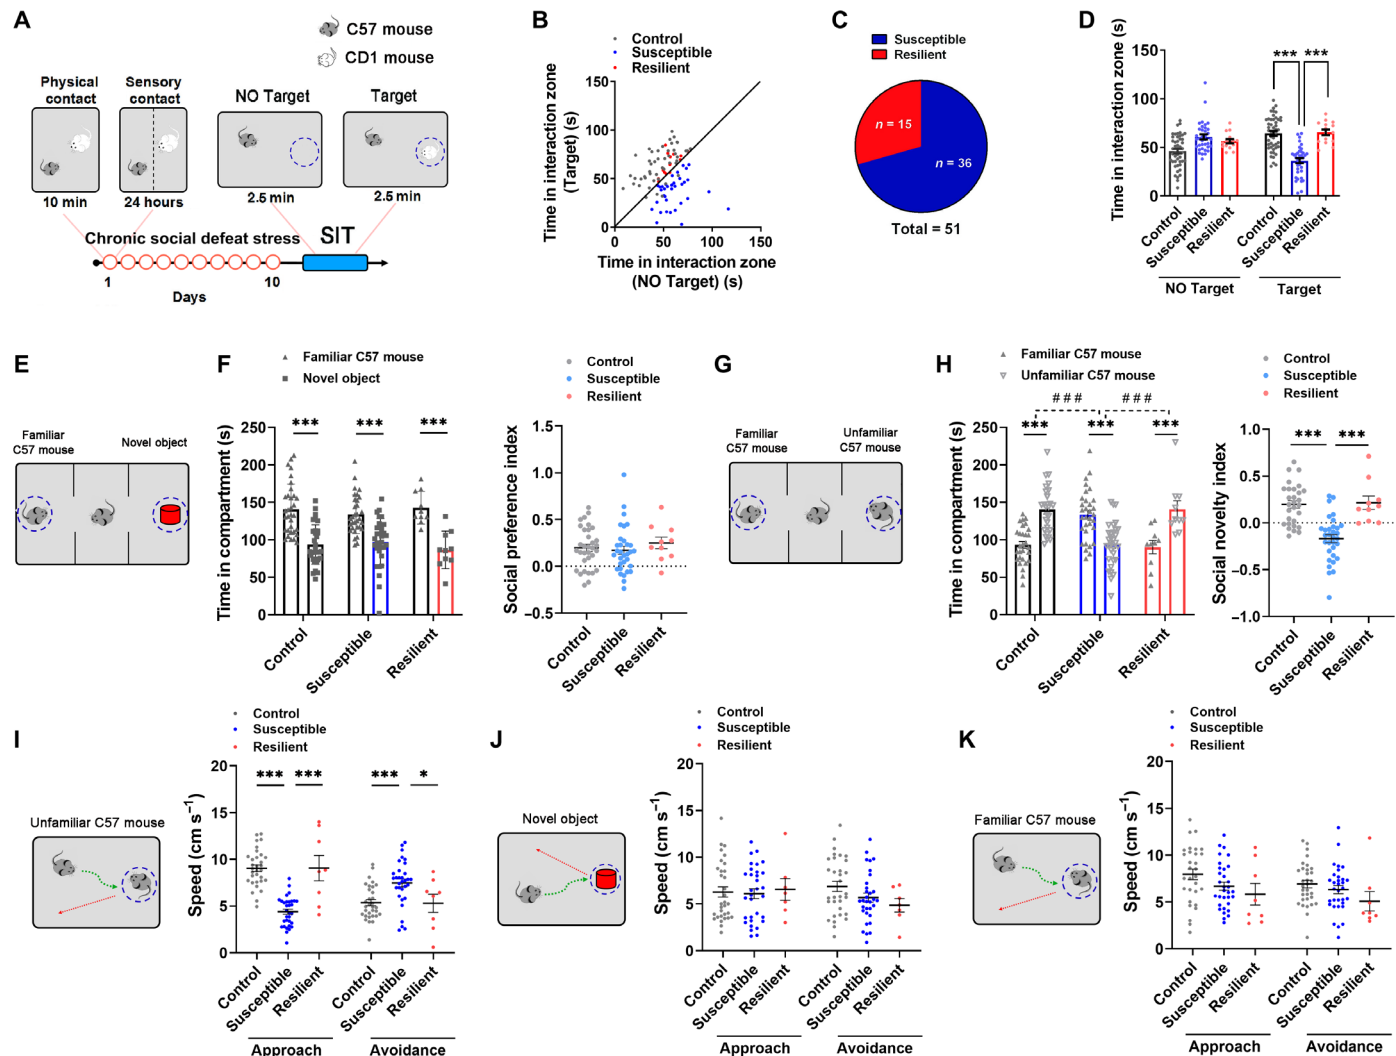 A
C57 mouse
CD1 mouse
Physical contact
Sensory contact
NO Target
Target
10 min
24 hours
2.5 min
2.5 min
Chronic social defeat stress
SIT
1
10
Days
B
Control
Susceptible
Resilient
Time in interaction zone
(Target) (s)
150
100
50
0
0
50
100
150
Time in interaction zone
(NO Target) (s)
C
Susceptible
Resilient
n = 15
n = 36
Total = 51
D
Time in interaction zone (s)
150
100
50
0
***
***
Control
Susceptible
Resilient
Control
Susceptible
Resilient
NO Target
Target
E
Familiar
C57 mouse
Novel object
F
Familiar C57 mouse
Novel object
Time in compartment (s)
250
200
150
100
50
0
***
***
***
Control
Susceptible
Resilient
Control
Susceptible
Resilient
Social preference index
1.5
1.0
0.5
0.0
–0.5
Control
Susceptible
Resilient
G
Familiar
C57 mouse
Unfamiliar
C57 mouse
H
Familiar C57 mouse
Unfamiliar C57 mouse
Time in compartment (s)
250
200
150
100
50
0
###
###
***
***
***
Control
Susceptible
Resilient
Control
Susceptible
Resilient
Social novelty index
1.0
0.5
0.0
–0.5
–1.0
***
***
Control
Susceptible
Resilient
I
Unfamiliar C57 mouse
Control
Susceptible
Resilient
Speed (cm s⁻¹)
20
15
10
5
0
***
***
***
*
Control
Susceptible
Resilient
Control
Susceptible
Resilient
Approach
Avoidance
J
Novel object
Control
Susceptible
Resilient
Speed (cm s⁻¹)
20
15
10
5
0
Control
Susceptible
Resilient
Control
Susceptible
Resilient
Approach
Avoidance
K
Familiar C57 mouse
Control
Susceptible
Resilient
Speed (cm s⁻¹)
20
15
10
5
0
Control
Susceptible
Resilient
Control
Susceptible
Resilient
Approach
Avoidance